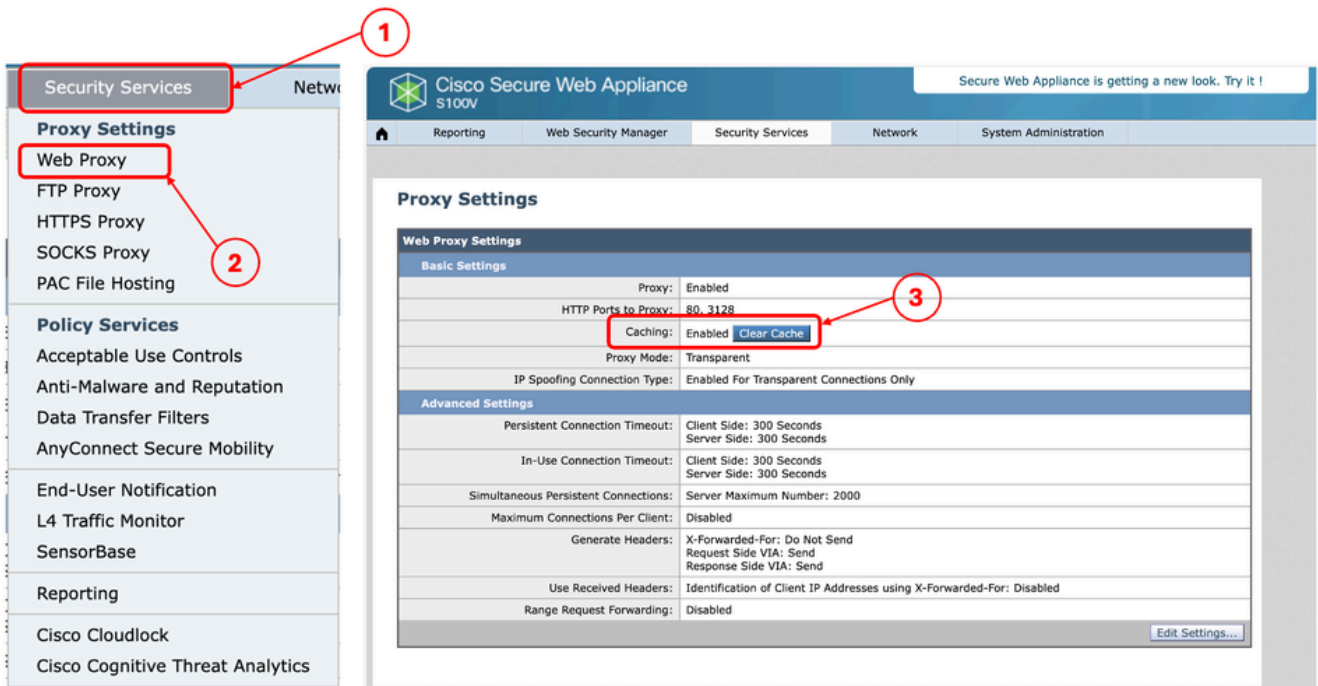 1
Security Services
Netwo
Proxy Settings
Web Proxy
FTP Proxy
HTTPS Proxy
SOCKS Proxy
2
PAC File Hosting
Policy Services
Acceptable Use Controls
Anti-Malware and Reputation
Data Transfer Filters
AnyConnect Secure Mobility
End-User Notification
L4 Traffic Monitor
SensorBase
Reporting
Cisco Cloudlock
Cisco Cognitive Threat Analytics
Cisco Secure Web Appliance
S100V
Secure Web Appliance is getting a new look. Try it !
Reporting Web Security Manager Security Services Network System Administration
Proxy Settings
Web Proxy Settings
Basic Settings
Proxy: Enabled
HTTP Ports to Proxy: 80, 3128
3
Caching: Enabled Clear Cache
Proxy Mode: Transparent
IP Spoofing Connection Type: Enabled For Transparent Connections Only
Advanced Settings
Persistent Connection Timeout: Client Side: 300 Seconds
Server Side: 300 Seconds
In-Use Connection Timeout: Client Side: 300 Seconds
Server Side: 300 Seconds
Simultaneous Persistent Connections: Server Maximum Number: 2000
Maximum Connections Per Client: Disabled
Generate Headers: X-Forwarded-For: Do Not Send
Request Side VIA: Send
Response Side VIA: Send
Use Received Headers: Identification of Client IP Addresses using X-Forwarded-For: Disabled
Range Request Forwarding: Disabled
Edit Settings...